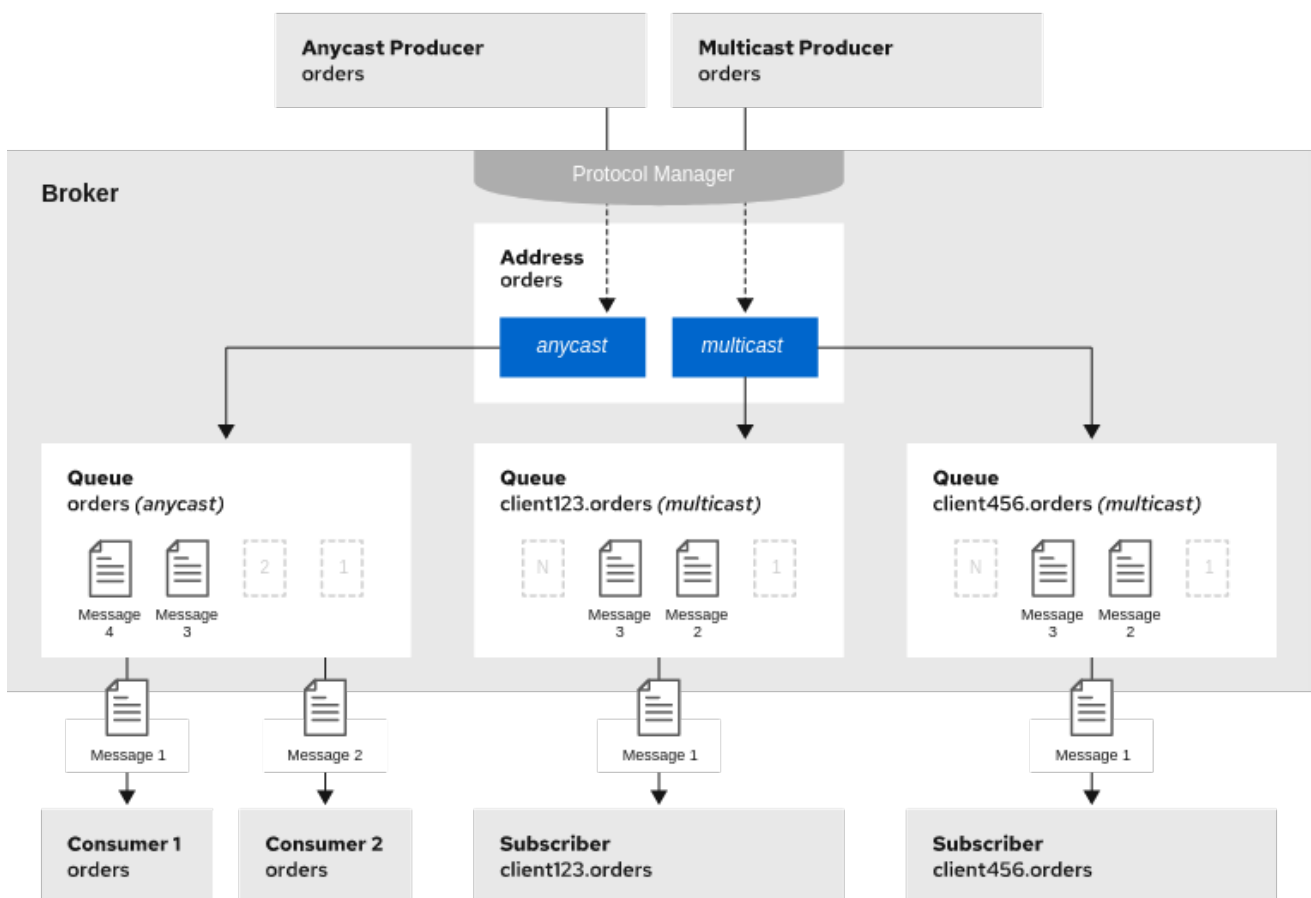 Anycast Producer
orders
Multicast Producer
orders
Protocol Manager
Broker
Address
orders
anycast
multicast
Queue
orders (anycast)
2
1
Message
4
Message
3
Queue
client123.orders (multicast)
N
1
Message
3
Message
2
Queue
client456.orders (multicast)
N
1
Message
3
Message
2
Message 1
Message 2
Message 1
Message 1
Consumer 1
orders
Consumer 2
orders
Subscriber
client123.orders
Subscriber
client456.orders